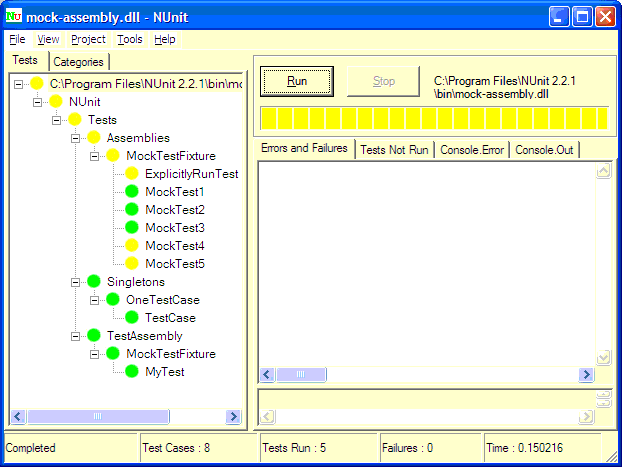 Nu mock-assembly.dll - NUnit
File View Project Tools Help
Tests Categories
C:\Program Files\NUnit 2.2.1\bin\mo
NUnit
Tests
Assemblies
MockTestFixture
ExplicitlyRunTest
MockTest1
MockTest2
MockTest3
MockTest4
MockTest5
Singletons
OneTestCase
TestCase
TestAssembly
MockTestFixture
MyTest
Run Stop
C:\Program Files\NUnit 2.2.1
\bin\mock-assembly.dll
Errors and Failures Tests Not Run Console.Error Console.Out
Completed Test Cases : 8 Tests Run : 5 Failures : 0 Time : 0.150216